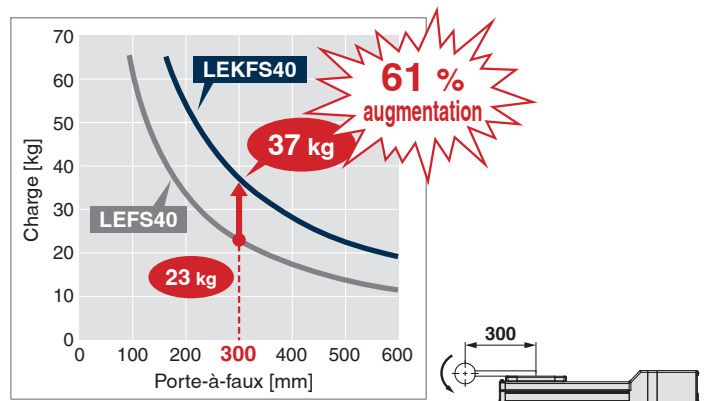 61 %
augmentation
LEKFS40
37 kg
LEFS40
23 kg
Charge [kg]
70
60
50
40
30
20
10
0
0 100 200 300 400 500 600
Porte-à-faux [mm]
300